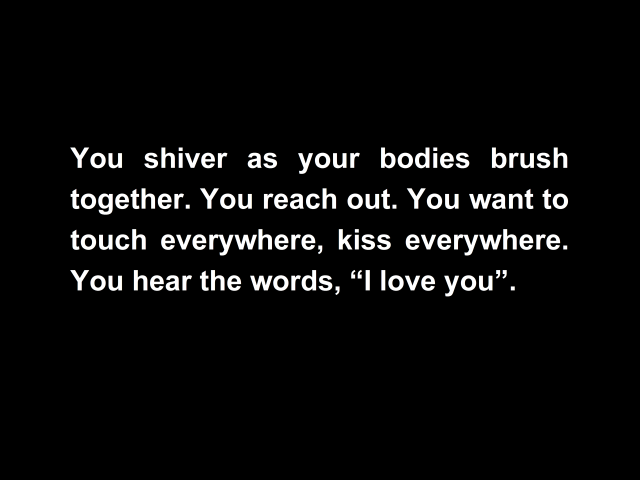 You shiver as your bodies brush
together. You reach out. You want to
touch everywhere, kiss everywhere.
You hear the words, “I love you”.